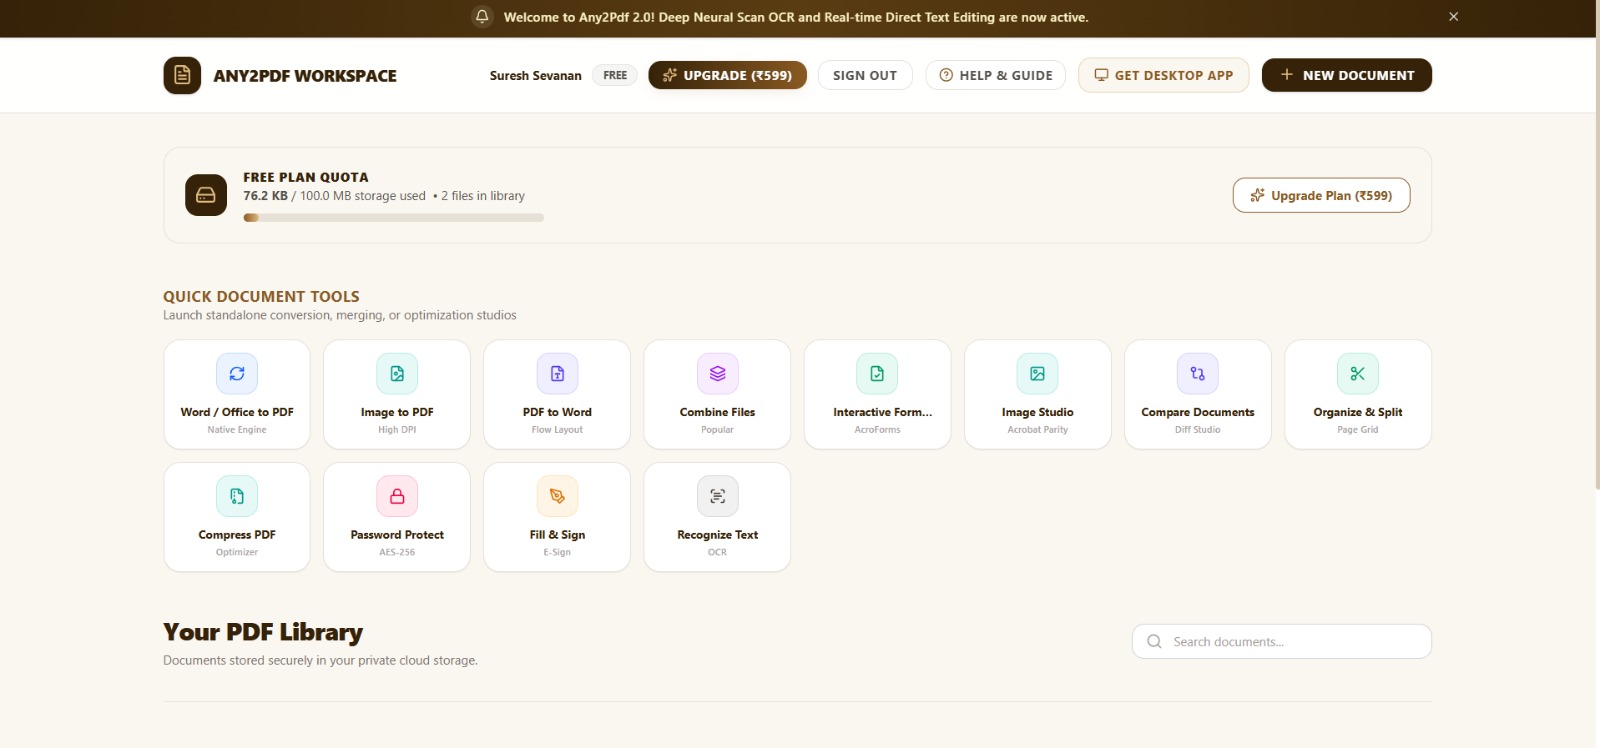 Welcome to Any2Pdf 2.0! Deep Neural Scan OCR and Real-time Direct Text Editing are now active.
ANY2PDF WORKSPACE
Suresh Sevanan
FREE
UPGRADE (₹599)
SIGN OUT
HELP & GUIDE
GET DESKTOP APP
NEW DOCUMENT
FREE PLAN QUOTA
76.2 KB / 100.0 MB storage used • 2 files in library
Upgrade Plan (₹599)
QUICK DOCUMENT TOOLS
Launch standalone conversion, merging, or optimization studios
Word / Office to PDF
Native Engine
Image to PDF
High DPI
PDF to Word
Flow Layout
Combine Files
Popular
Interactive Form...
AcroForms
Image Studio
Acrobat Parity
Compare Documents
Diff Studio
Organize & Split
Page Grid
Compress PDF
Optimizer
Password Protect
AES-256
Fill & Sign
E-Sign
Recognize Text
OCR
Your PDF Library
Documents stored securely in your private cloud storage.
Search documents...